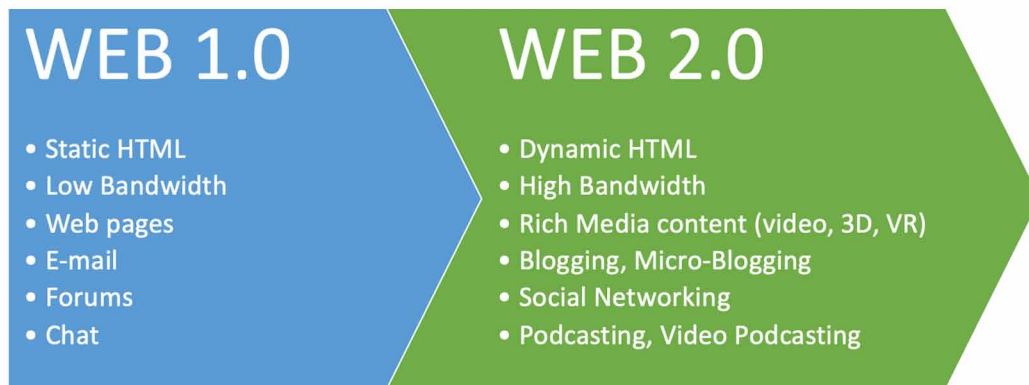 WEB 1.0
• Static HTML
• Low Bandwidth
• Web pages
• E-mail
• Forums
• Chat
WEB 2.0
• Dynamic HTML
• High Bandwidth
• Rich Media content (video, 3D, VR)
• Blogging, Micro-Blogging
• Social Networking
• Podcasting, Video Podcasting